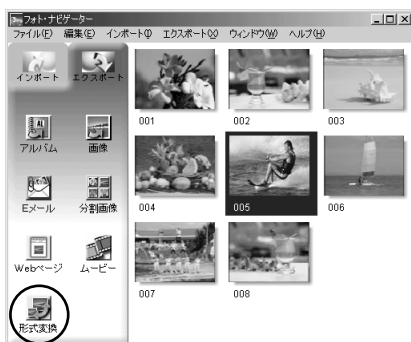 フォト・ナビゲーター
ファイル(F) 編集(E) インポート(I) エクスポート(X) ウィンドウ(W) ヘルプ(H)
インポート エクスポート
アルバム 画像
Eメール 分割画像
Webページ ムービー
形式変換
001 002 003
004 005 006
007 008